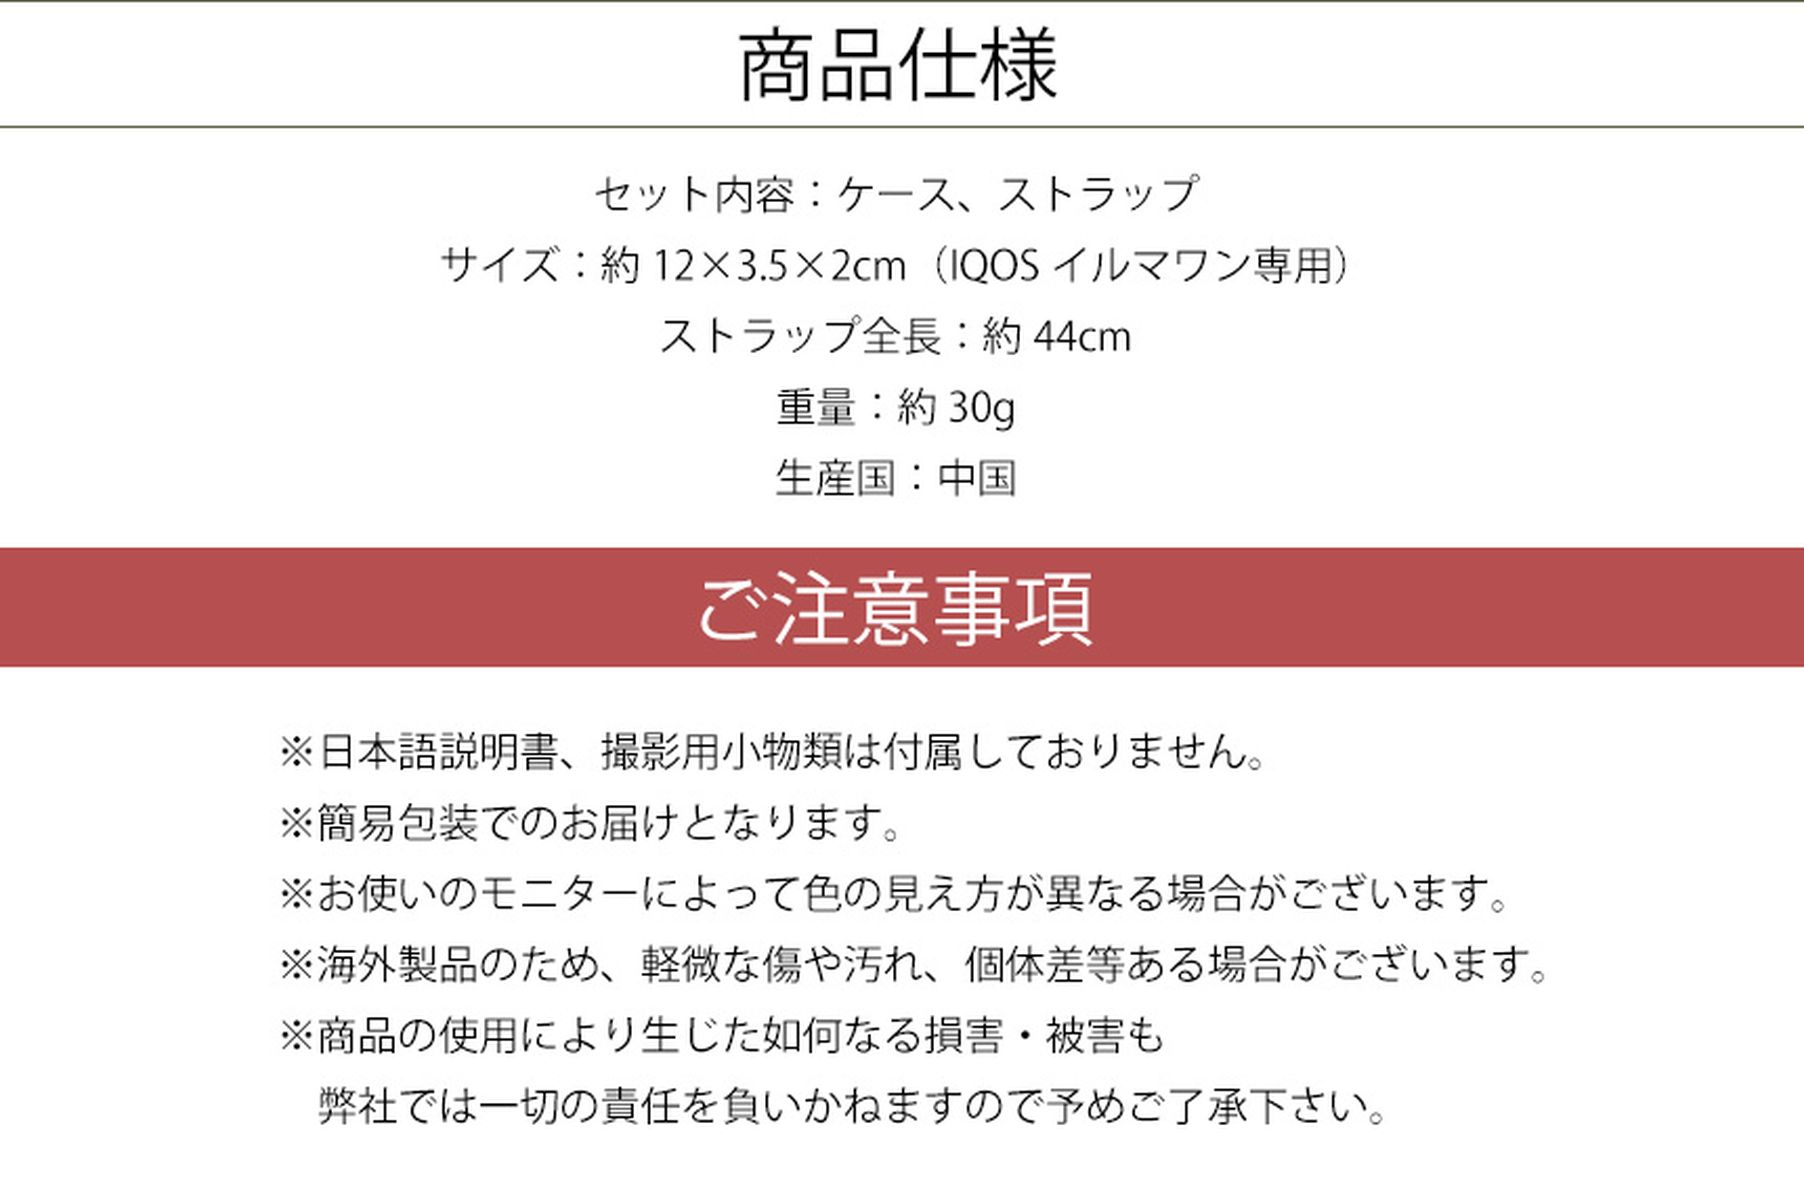 商品仕様
セット内容：ケース、ストラップ
サイズ：約 12×3.5×2cm（IQOS イルマワン専用）
ストラップ全長：約 44cm
重量：約 30g
生産国：中国
ご注意事項
※日本語説明書、撮影用小物類は付属しておりません。
※簡易包装でのお届けとなります。
※お使いのモニターによって色の見え方が異なる場合がございます。
※海外製品のため、軽微な傷や汚れ、個体差等ある場合がございます。
※商品の使用により生じた如何なる損害・被害も
弊社では一切の責任を負いかねますので予めご了承下さい。